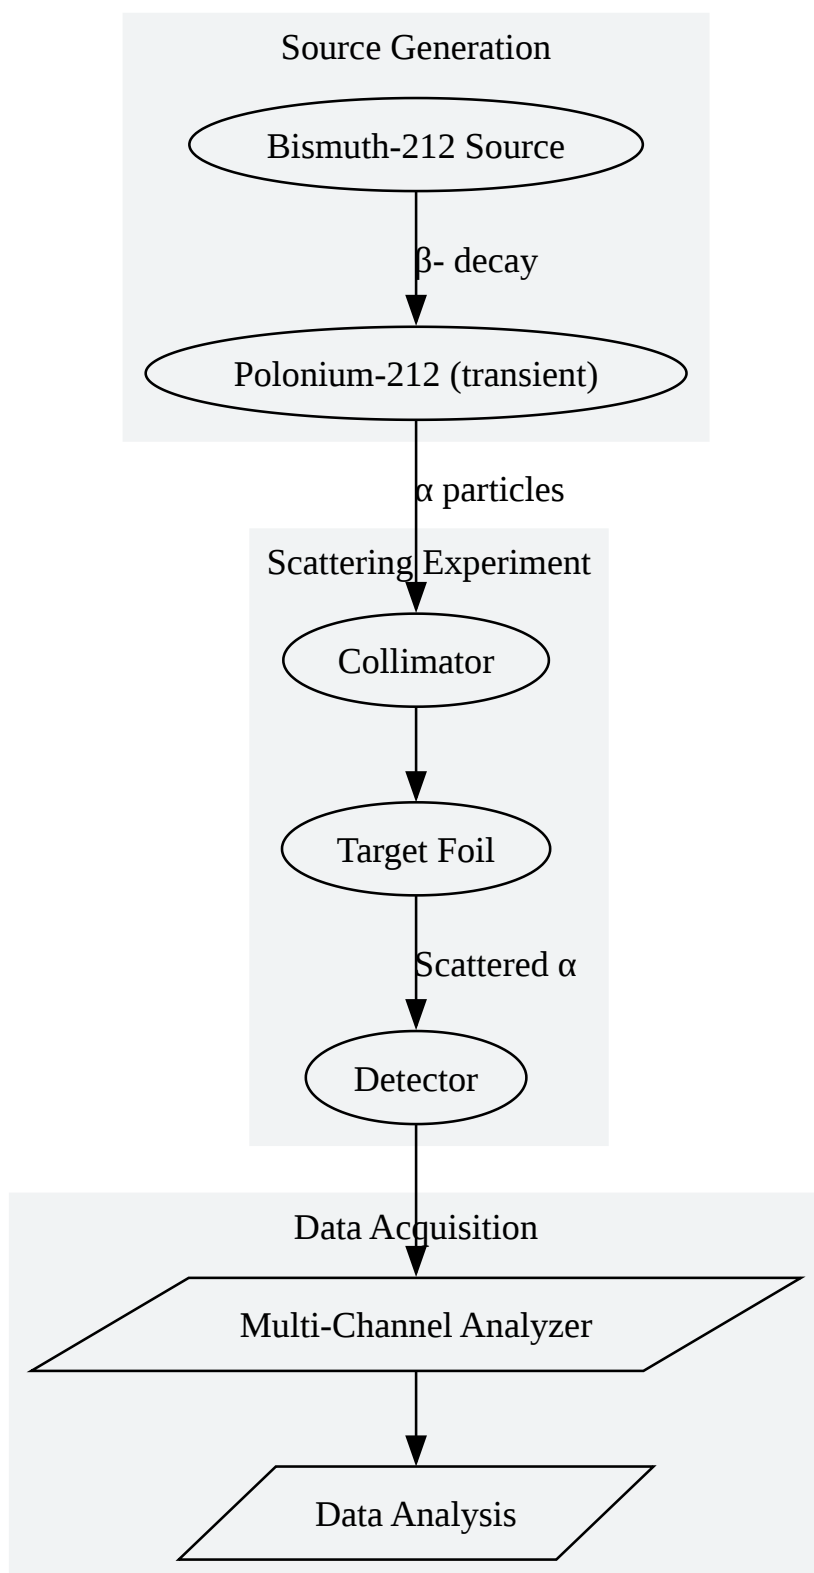 Source Generation
Bismuth-212 Source
β- decay
Polonium-212 (transient)
α particles
Scattering Experiment
Collimator
Target Foil
Scattered α
Detector
Data Acquisition
Multi-Channel Analyzer
Data Analysis